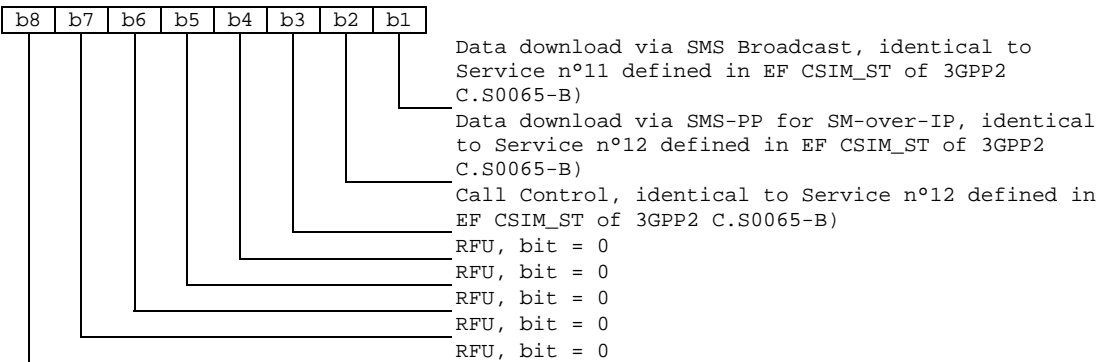 b8 b7 b6 b5 b4 b3 b2 b1
Data download via SMS Broadcast, identical to
Service n°11 defined in EF CSIM_ST of 3GPP2
C.S0065-B)
Data download via SMS-PP for SM-over-IP, identical
to Service n°12 defined in EF CSIM_ST of 3GPP2
C.S0065-B)
Call Control, identical to Service n°12 defined in
EF CSIM_ST of 3GPP2 C.S0065-B)
RFU, bit = 0
RFU, bit = 0
RFU, bit = 0
RFU, bit = 0
RFU, bit = 0